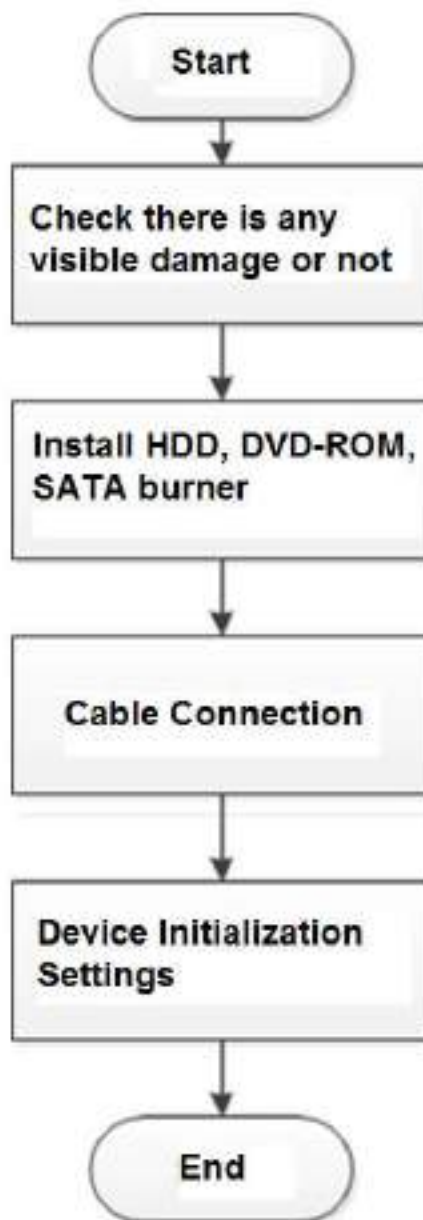 Start
Check there is any
visible damage or not
Install HDD, DVD-ROM,
SATA burner
Cable Connection
Device Initialization
Settings
End